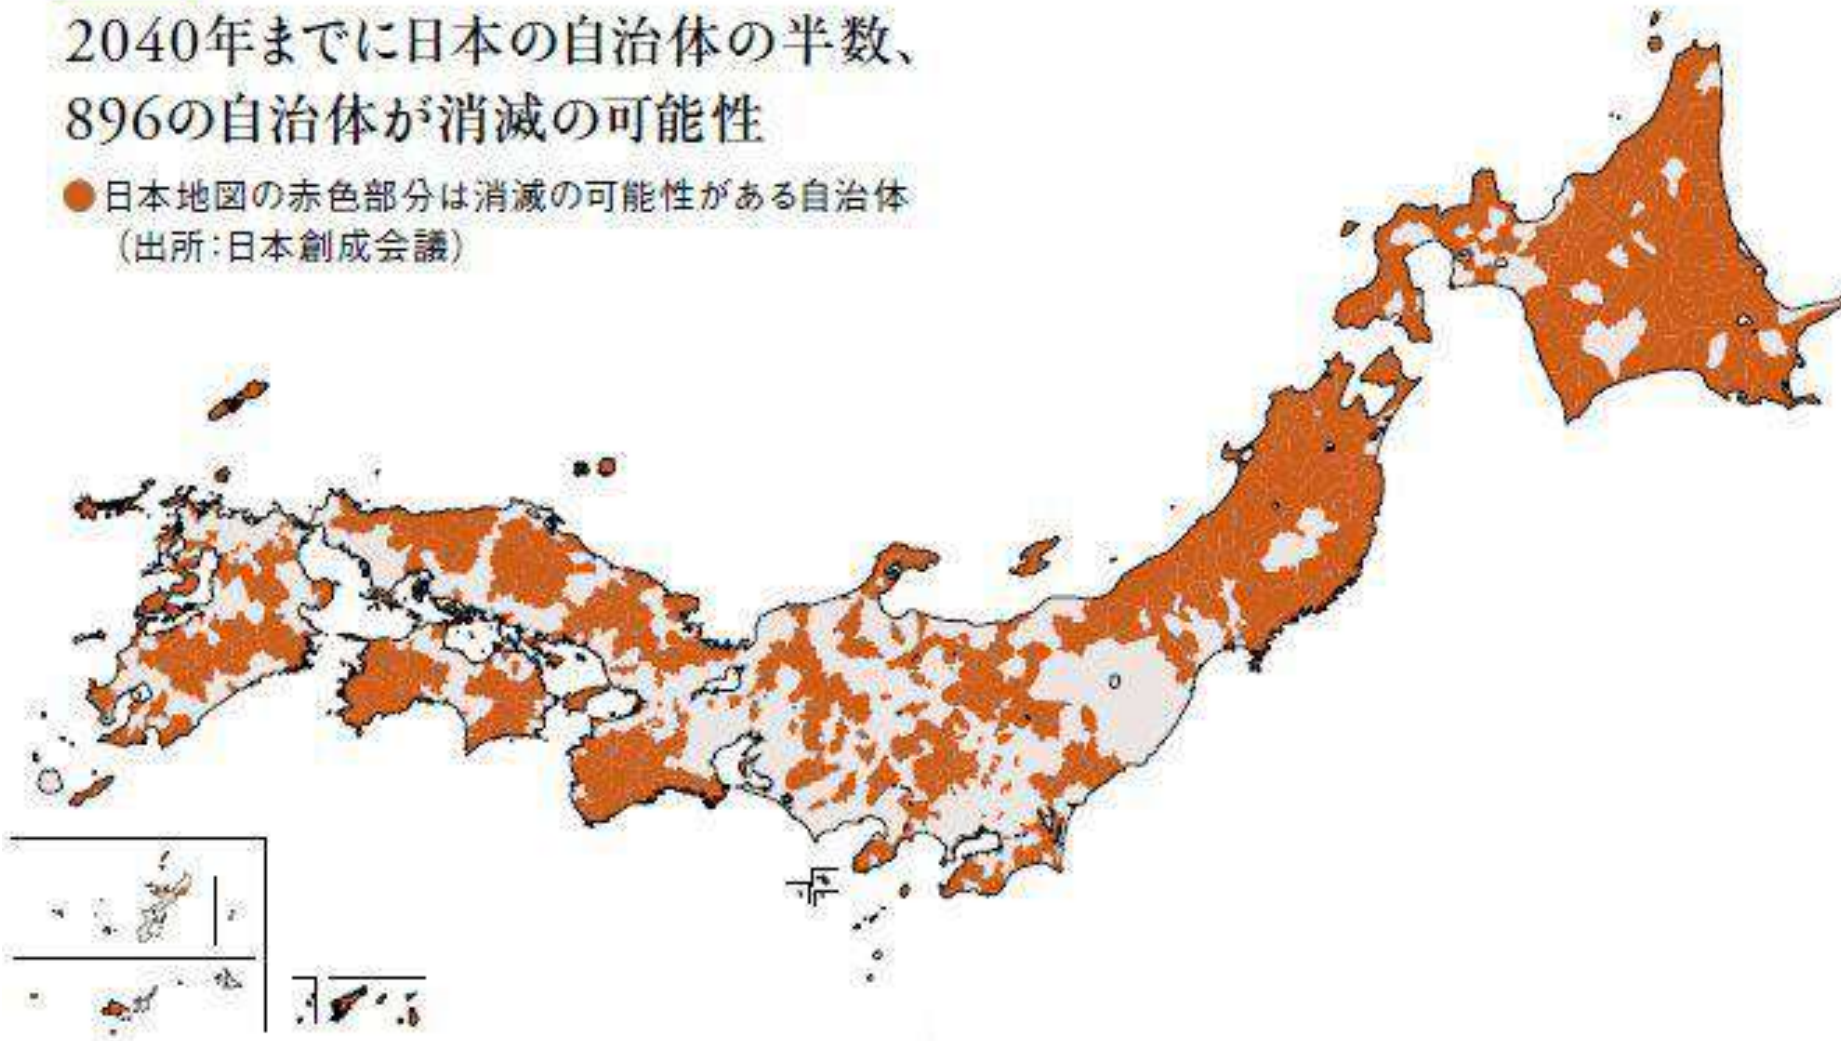 2040年までに日本の自治体の半数、
896の自治体が消滅の可能性
●日本地図の赤色部分は消滅の可能性がある自治体
（出所：日本創成会議）